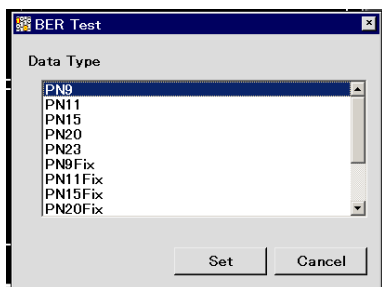 BER Test
Data Type
PN9
PN11
PN15
PN20
PN23
PN9Fix
PN11Fix
PN15Fix
PN20Fix
Set
Cancel